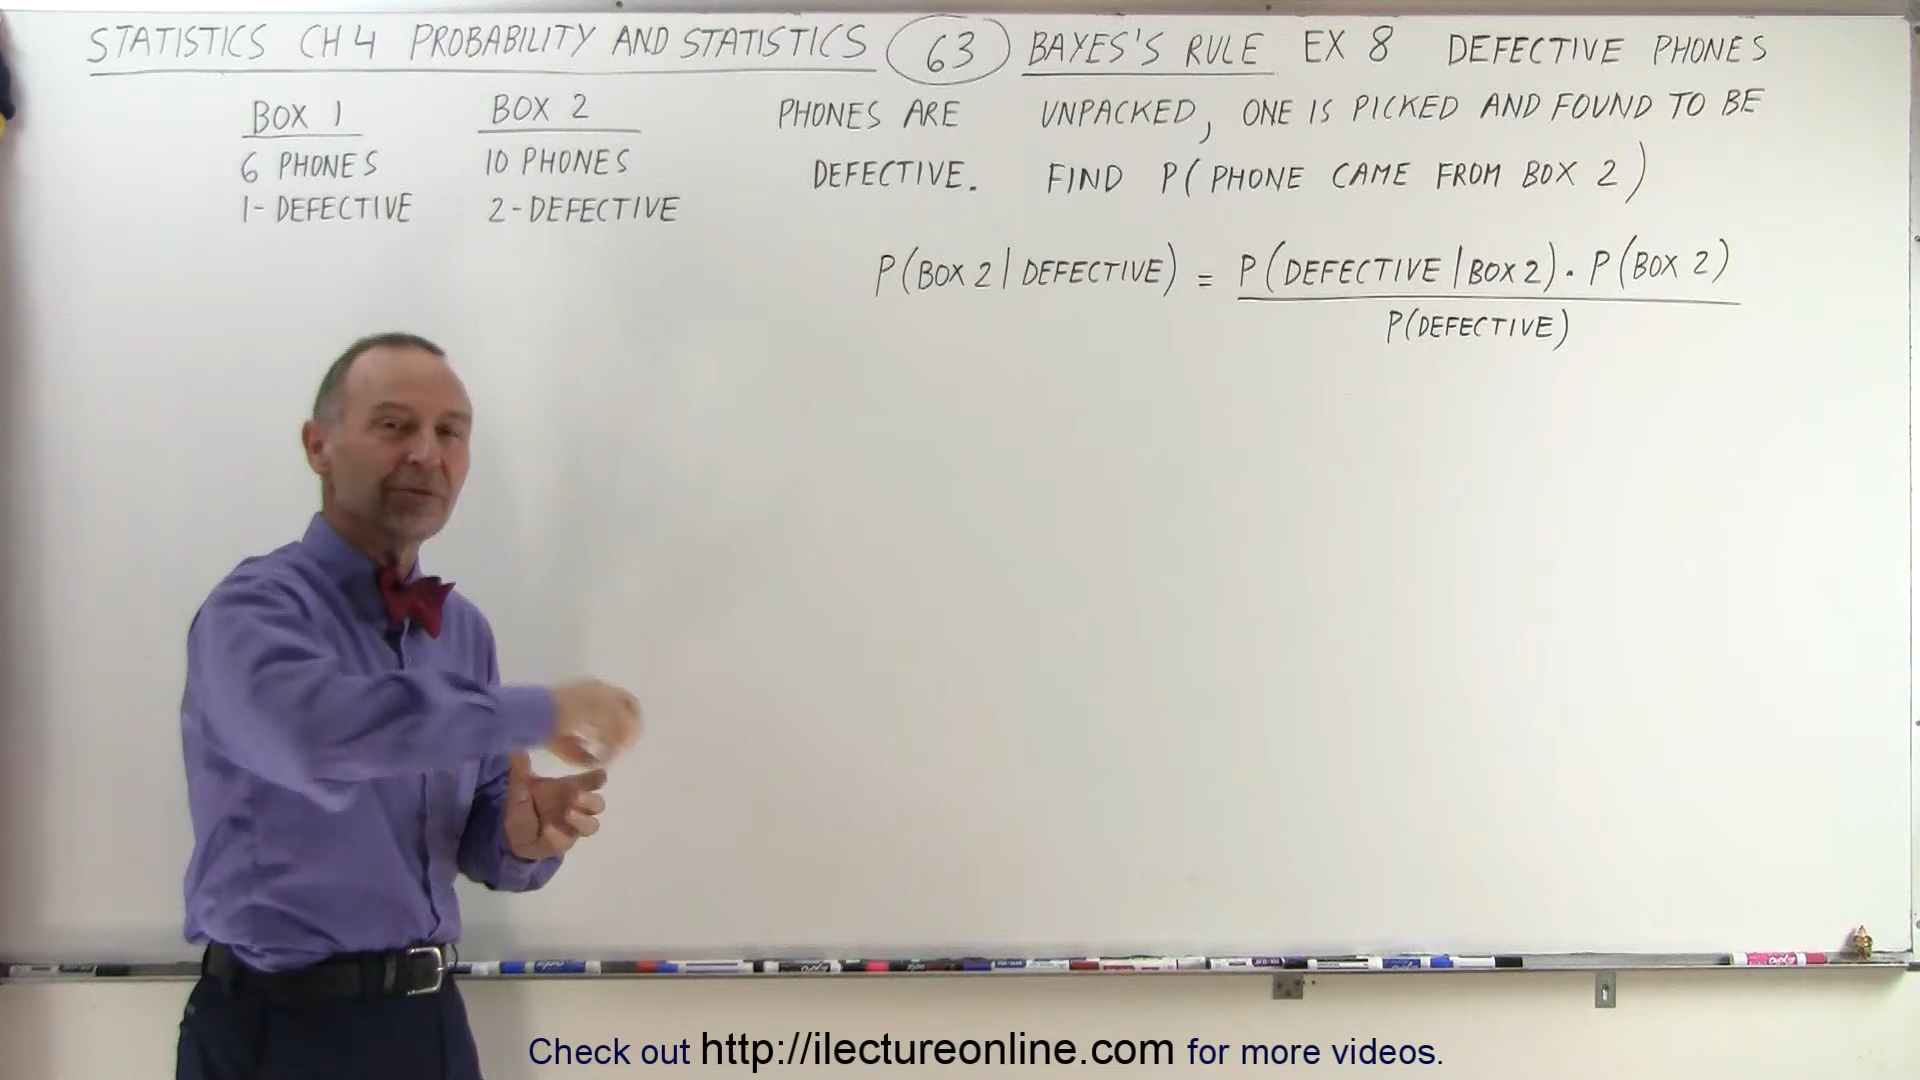 STATISTICS CH 4 PROBABILITY AND STATISTICS 63 BAYES'S RULE EX 8 DEFECTIVE PHONES
BOX 1
6 PHONES
1- DEFECTIVE
BOX 2
10 PHONES
2-DEFECTIVE
PHONES ARE UNPACKED, ONE IS PICKED AND FOUND TO BE
DEFECTIVE. FIND P(PHONE CAME FROM BOX 2)
P(BOX 2 | DEFECTIVE) = P(DEFECTIVE | BOX 2) · P(BOX 2)
P(DEFECTIVE)
Check out http://ilectureonline.com for more videos.